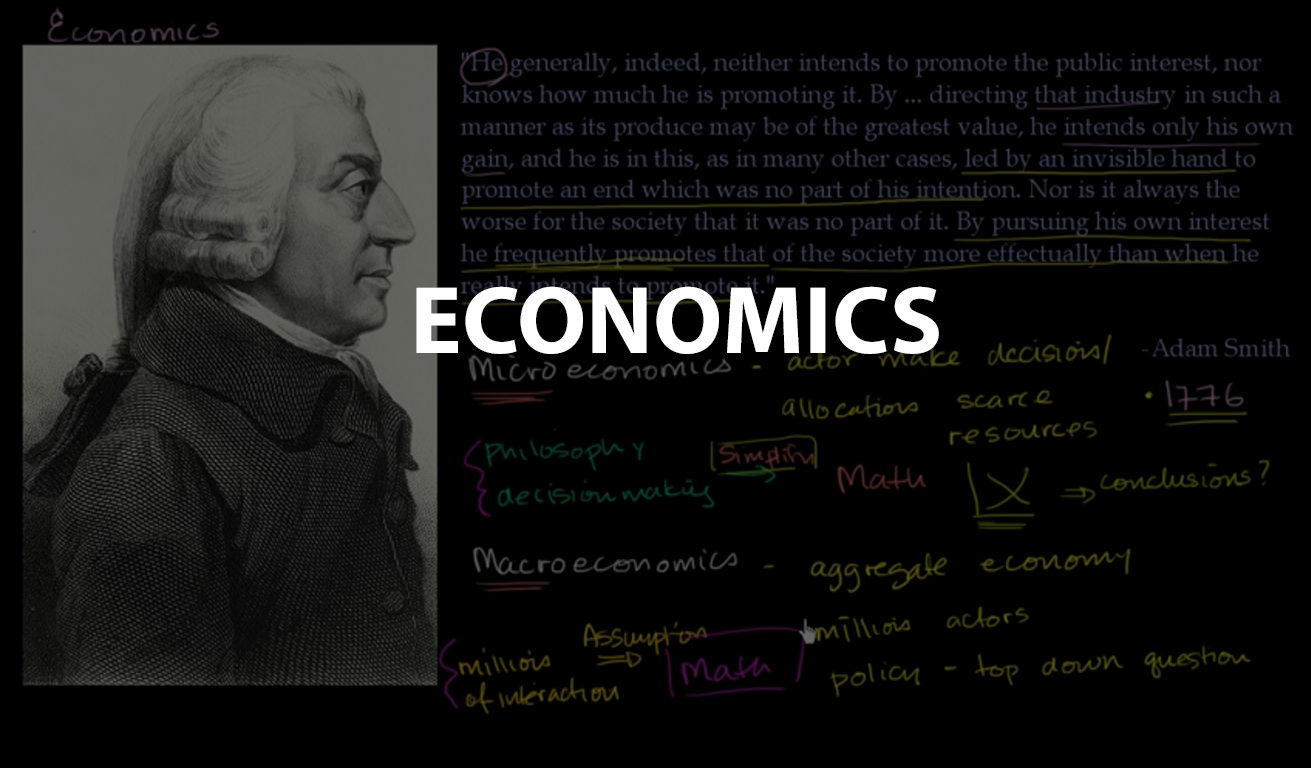 Economics
"He generally, indeed, neither intends to promote the public interest, nor
knows how much he is promoting it. By ... directing that industry in such a
manner as its produce may be of the greatest value, he intends only his own
gain, and he is in this, as in many other cases, led by an invisible hand to
promote an end which was no part of his intention. Nor is it always the
worse for the society that it was no part of it. By pursuing his own interest
he frequently promotes that of the society more effectually than when he
really intends to promote it."
ECONOMICS
-Adam Smith
• 1776
Microeconomics - actor make decisions/
allocations scarce
resources
Philosophy
decision making
Simplify
Math
⇒ conclusions?
Macroeconomics - aggregate economy
millions actors
policy - top down question
millions
of interaction
Assumption
⇒
Math